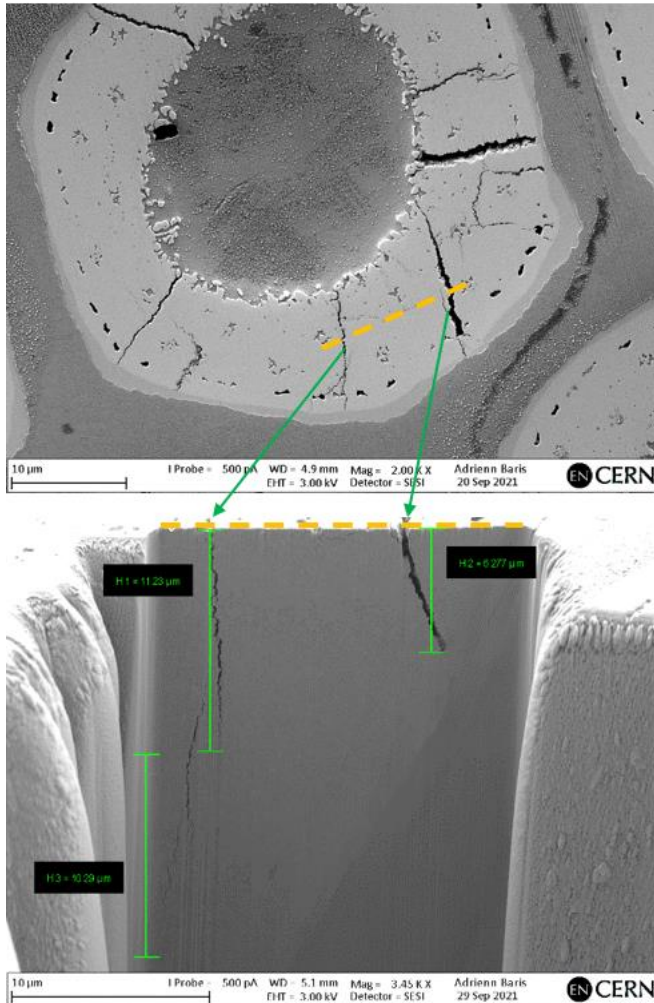 10 µm
I Probe = 500 pA WD = 4.9 mm Mag = 2.00 K X Adrienn Baris
EHT = 3.00 kV Detector = SESI 20 Sep 2021
EN CERN
H1 = 11.23 µm
H2 = 6.277 µm
H3 = 10.29 µm
10 µm
I Probe = 500 pA WD = 5.1 mm Mag = 3.45 K X Adrienn Baris
EHT = 3.00 kV Detector = SESI 29 Sep 2021
EN CERN